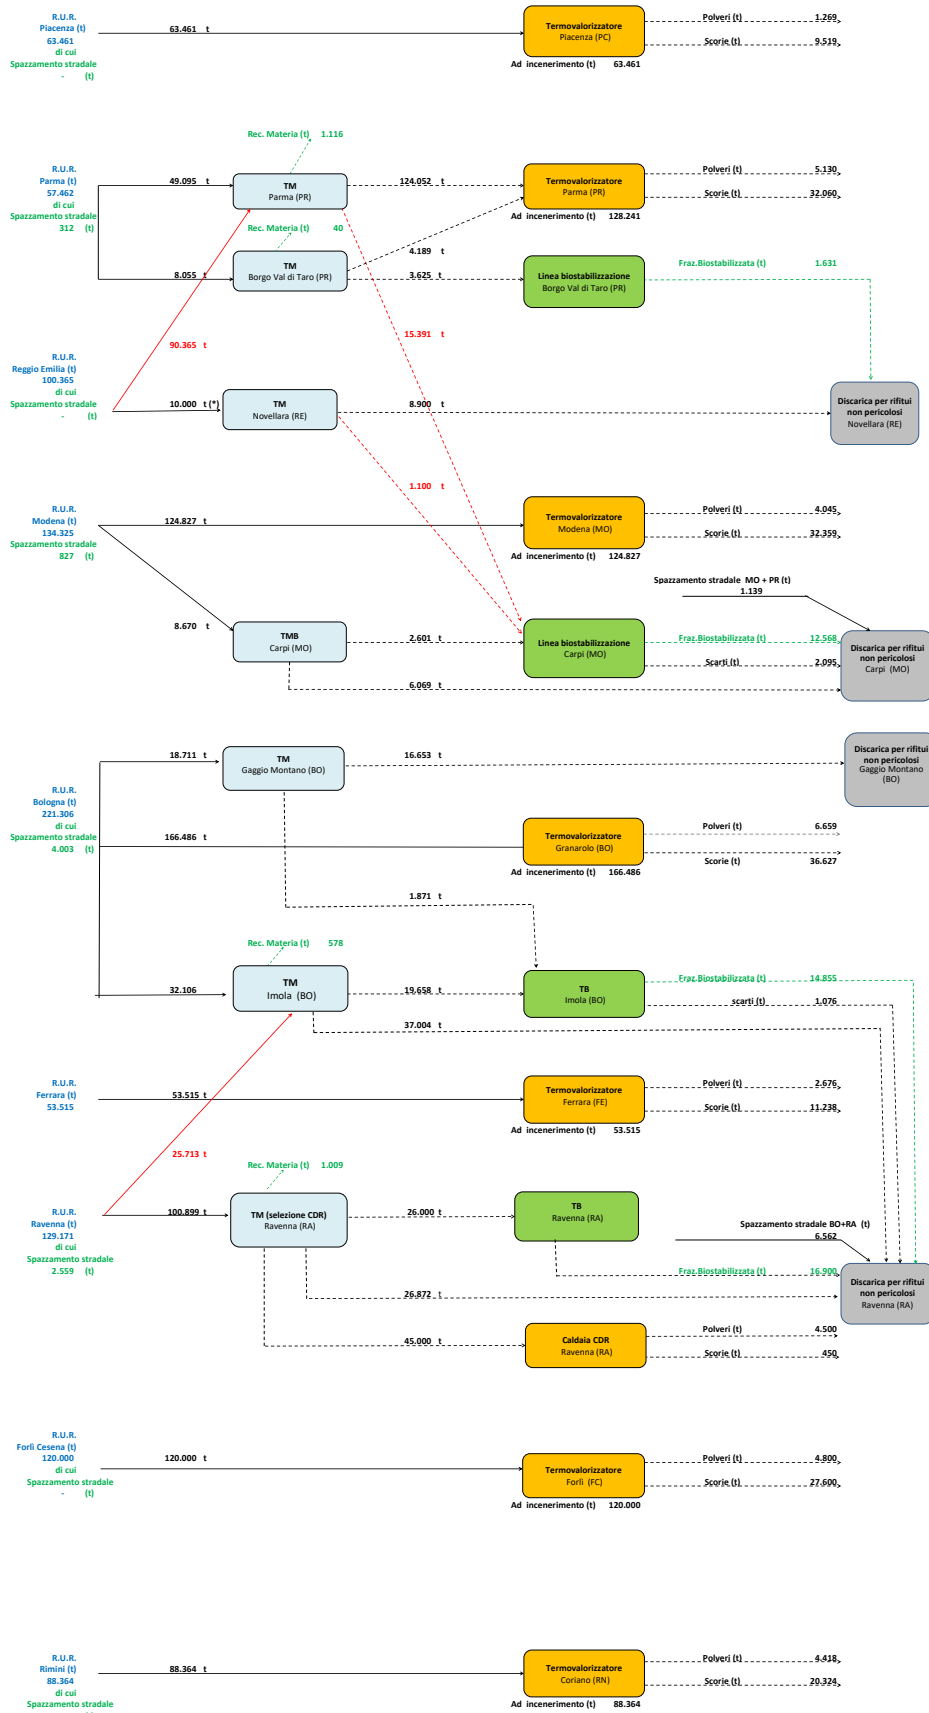 R.U.R.
Piacenza (t)
63.461
di cui
Spazzamento stradale
- (t)
63.461 t
Termovalorizzatore
Piacenza (PC)
Ad incenerimento (t) 63.461
Polveri (t) 1.269
Scorie (t) 9.519
Rec. Materia (t) 1.116
R.U.R.
Parma (t)
57.462
di cui
Spazzamento stradale
312 (t)
49.095 t
TM
Parma (PR)
124.052 t
Termovalorizzatore
Parma (PR)
Ad incenerimento (t) 128.241
Polveri (t) 5.130
Scorie (t) 32.060
Rec. Materia (t) 40
8.055 t
TM
Borgo Val di Taro (PR)
4.189 t
3.625 t
Linea biostabilizzazione
Borgo Val di Taro (PR)
Fraz.Biostabilizzata (t) 1.631
15.391 t
90.365 t
R.U.R.
Reggio Emilia (t)
100.365
di cui
Spazzamento stradale
- (t)
10.000 t (*)
TM
Novellara (RE)
8.900 t
Discarica per rifitui
non pericolosi
Novellara (RE)
1.100 t
R.U.R.
Modena (t)
134.325
Spazzamento stradale
827 (t)
124.827 t
Termovalorizzatore
Modena (MO)
Ad incenerimento (t) 124.827
Polveri (t) 4.045
Scorie (t) 32.359
Spazzamento stradale MO + PR (t)
1.139
8.670 t
TMB
Carpi (MO)
2.601 t
6.069 t
Linea biostabilizzazione
Carpi (MO)
Fraz.Biostabilizzata (t) 12.568
Scarti (t) 2.095
Discarica per rifitui
non pericolosi
Carpi (MO)
18.711 t
TM
Gaggio Montano (BO)
16.653 t
Discarica per rifitui
non pericolosi
Gaggio Montano
(BO)
R.U.R.
Bologna (t)
221.306
di cui
Spazzamento stradale
4.003 (t)
166.486 t
Termovalorizzatore
Granarolo (BO)
Ad incenerimento (t) 166.486
Polveri (t) 6.659
Scorie (t) 36.627
1.871 t
Rec. Materia (t) 578
32.106
TM
Imola (BO)
19.658 t
37.004 t
TB
Imola (BO)
Fraz.Biostabilizzata (t) 14.855
scarti (t) 1.076
R.U.R.
Ferrara (t)
53.515
53.515 t
Termovalorizzatore
Ferrara (FE)
Ad incenerimento (t) 53.515
Polveri (t) 2.676
Scorie (t) 11.238
25.713 t
Rec. Materia (t) 1.009
R.U.R.
Ravenna (t)
129.171
di cui
Spazzamento stradale
2.559 (t)
100.899 t
TM (selezione CDR)
Ravenna (RA)
26.000 t
TB
Ravenna (RA)
Spazzamento stradale BO+RA (t)
6.562
Fraz.Biostabilizzata (t) 16.900
26.872 t
Discarica per rifitui
non pericolosi
Ravenna (RA)
45.000 t
Caldaia CDR
Ravenna (RA)
Polveri (t) 4.500
Scorie (t) 450
R.U.R.
Forlì Cesena (t)
120.000
di cui
Spazzamento stradale
- (t)
120.000 t
Termovalorizzatore
Forlì (FC)
Ad incenerimento (t) 120.000
Polveri (t) 4.800
Scorie (t) 27.600
R.U.R.
Rimini (t)
88.364
di cui
Spazzamento stradale
88.364 t
Termovalorizzatore
Coriano (RN)
Ad incenerimento (t) 88.364
Polveri (t) 4.418
Scorie (t) 20.324